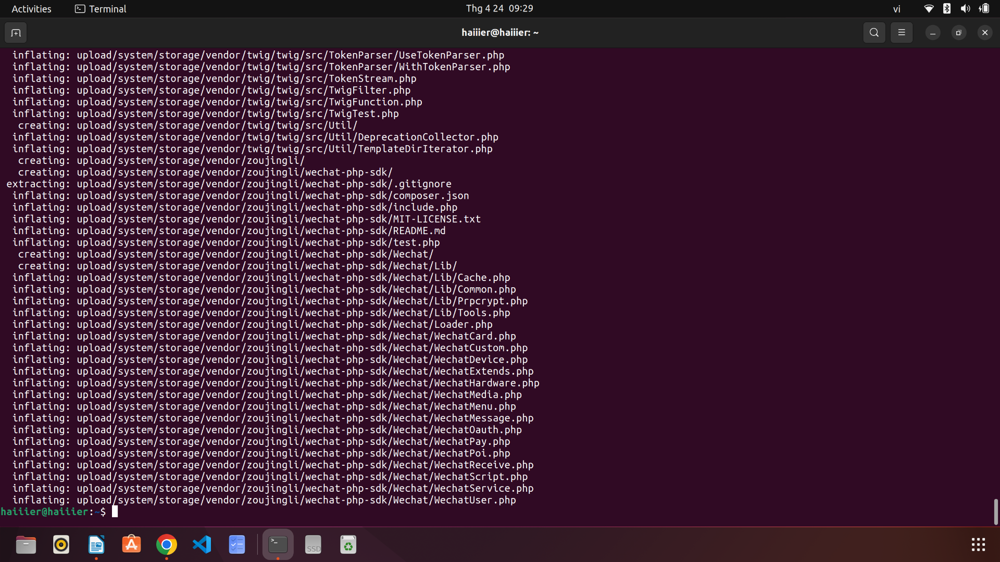 Activities
Terminal
Thg 4 24 09:29
vi
haiiier@haiiier: ~
inflating: upload/system/storage/vendor/twig/twig/src/TokenParser/UseTokenParser.php
inflating: upload/system/storage/vendor/twig/twig/src/TokenParser/WithTokenParser.php
inflating: upload/system/storage/vendor/twig/twig/src/TokenStream.php
inflating: upload/system/storage/vendor/twig/twig/src/TwigFilter.php
inflating: upload/system/storage/vendor/twig/twig/src/TwigFunction.php
inflating: upload/system/storage/vendor/twig/twig/src/TwigTest.php
creating: upload/system/storage/vendor/twig/twig/src/Util/
inflating: upload/system/storage/vendor/twig/twig/src/Util/DeprecationCollector.php
inflating: upload/system/storage/vendor/twig/twig/src/Util/TemplateDirIterator.php
creating: upload/system/storage/vendor/zoujingli/
creating: upload/system/storage/vendor/zoujingli/wechat-php-sdk/
extracting: upload/system/storage/vendor/zoujingli/wechat-php-sdk/.gitignore
inflating: upload/system/storage/vendor/zoujingli/wechat-php-sdk/composer.json
inflating: upload/system/storage/vendor/zoujingli/wechat-php-sdk/include.php
inflating: upload/system/storage/vendor/zoujingli/wechat-php-sdk/MIT-LICENSE.txt
inflating: upload/system/storage/vendor/zoujingli/wechat-php-sdk/README.md
inflating: upload/system/storage/vendor/zoujingli/wechat-php-sdk/test.php
creating: upload/system/storage/vendor/zoujingli/wechat-php-sdk/Wechat/
creating: upload/system/storage/vendor/zoujingli/wechat-php-sdk/Wechat/Lib/
inflating: upload/system/storage/vendor/zoujingli/wechat-php-sdk/Wechat/Lib/Cache.php
inflating: upload/system/storage/vendor/zoujingli/wechat-php-sdk/Wechat/Lib/Common.php
inflating: upload/system/storage/vendor/zoujingli/wechat-php-sdk/Wechat/Lib/Prpcrypt.php
inflating: upload/system/storage/vendor/zoujingli/wechat-php-sdk/Wechat/Lib/Tools.php
inflating: upload/system/storage/vendor/zoujingli/wechat-php-sdk/Wechat/Loader.php
inflating: upload/system/storage/vendor/zoujingli/wechat-php-sdk/Wechat/WechatCard.php
inflating: upload/system/storage/vendor/zoujingli/wechat-php-sdk/Wechat/WechatCustom.php
inflating: upload/system/storage/vendor/zoujingli/wechat-php-sdk/Wechat/WechatDevice.php
inflating: upload/system/storage/vendor/zoujingli/wechat-php-sdk/Wechat/WechatExtends.php
inflating: upload/system/storage/vendor/zoujingli/wechat-php-sdk/Wechat/WechatHardware.php
inflating: upload/system/storage/vendor/zoujingli/wechat-php-sdk/Wechat/WechatMedia.php
inflating: upload/system/storage/vendor/zoujingli/wechat-php-sdk/Wechat/WechatMenu.php
inflating: upload/system/storage/vendor/zoujingli/wechat-php-sdk/Wechat/WechatMessage.php
inflating: upload/system/storage/vendor/zoujingli/wechat-php-sdk/Wechat/WechatOauth.php
inflating: upload/system/storage/vendor/zoujingli/wechat-php-sdk/Wechat/WechatPay.php
inflating: upload/system/storage/vendor/zoujingli/wechat-php-sdk/Wechat/WechatPoi.php
inflating: upload/system/storage/vendor/zoujingli/wechat-php-sdk/Wechat/WechatReceive.php
inflating: upload/system/storage/vendor/zoujingli/wechat-php-sdk/Wechat/WechatScript.php
inflating: upload/system/storage/vendor/zoujingli/wechat-php-sdk/Wechat/WechatService.php
inflating: upload/system/storage/vendor/zoujingli/wechat-php-sdk/Wechat/WechatUser.php
haiiier@haiiier:~$
SSD